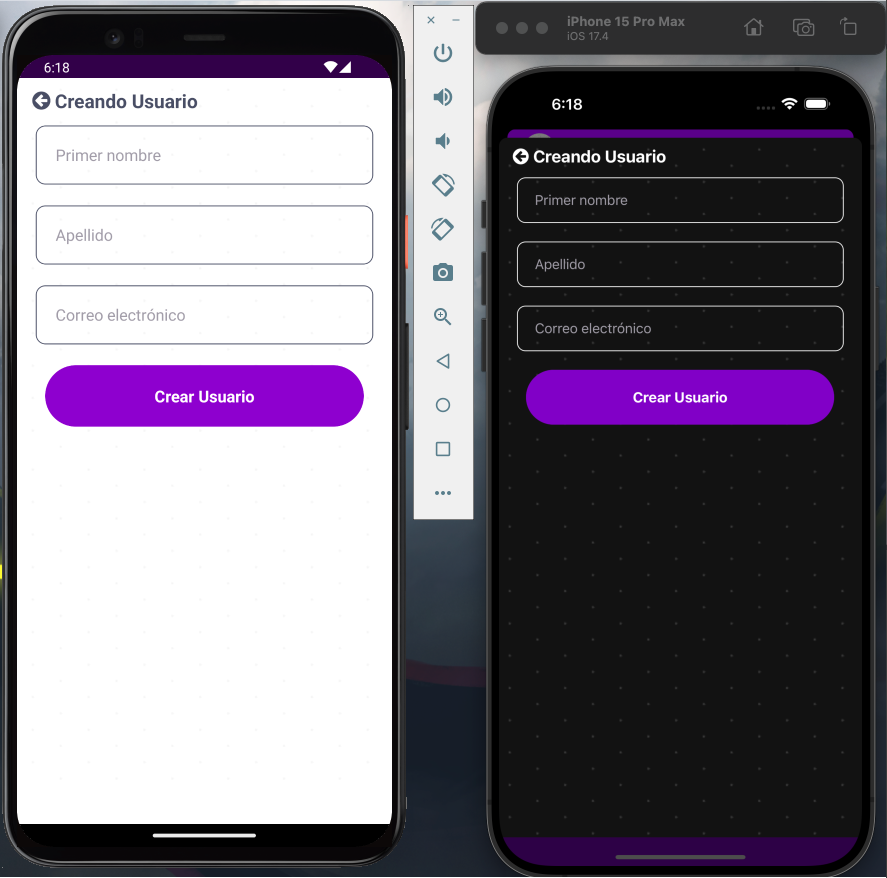 6:18
Creando Usuario
Primer nombre
Apellido
Correo electrónico
Crear Usuario
iPhone 15 Pro Max
iOS 17.4
6:18
Creando Usuario
Primer nombre
Apellido
Correo electrónico
Crear Usuario